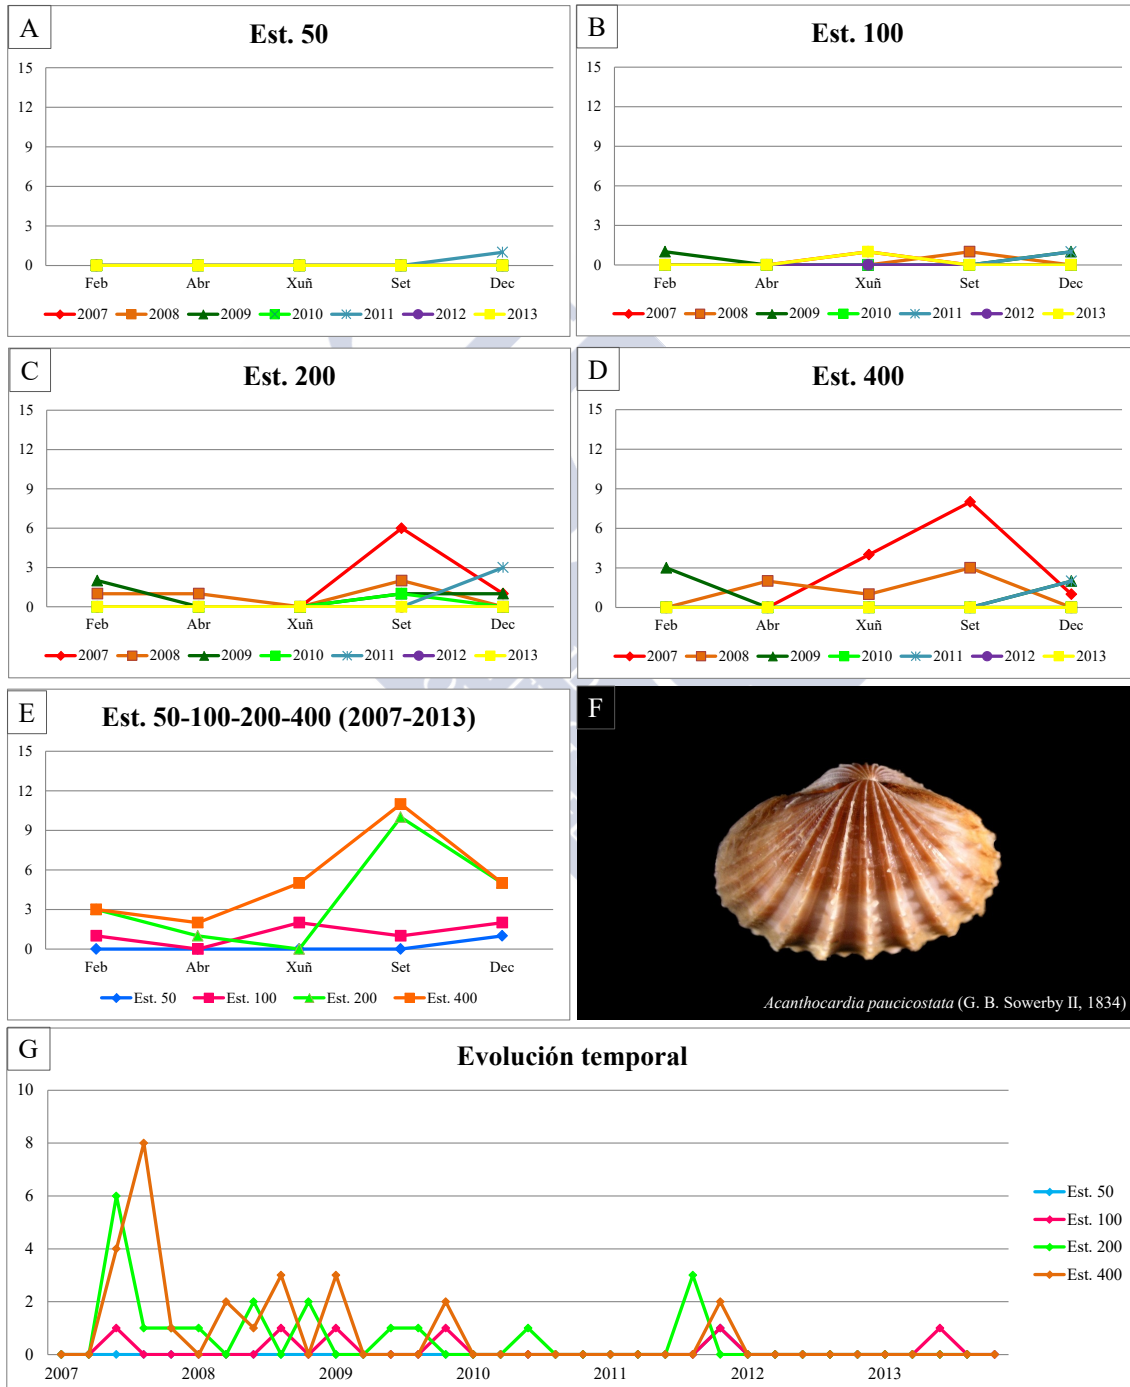 A
Est. 50
15
12
9
6
3
0
Feb Abr Xuñ Set Dec
2007 2008 2009 2010 2011 2012 2013
B
Est. 100
15
12
9
6
3
0
Feb Abr Xuñ Set Dec
2007 2008 2009 2010 2011 2012 2013
C
Est. 200
15
12
9
6
3
0
Feb Abr Xuñ Set Dec
2007 2008 2009 2010 2011 2012 2013
D
Est. 400
15
12
9
6
3
0
Feb Abr Xuñ Set Dec
2007 2008 2009 2010 2011 2012 2013
E
Est. 50-100-200-400 (2007-2013)
15
12
9
6
3
0
Feb Abr Xuñ Set Dec
Est. 50 Est. 100 Est. 200 Est. 400
F
Acanthocardia paucicostata (G. B. Sowerby II, 1834)
G
Evolución temporal
10
8
6
4
2
0
2007 2008 2009 2010 2011 2012 2013
Est. 50
Est. 100
Est. 200
Est. 400